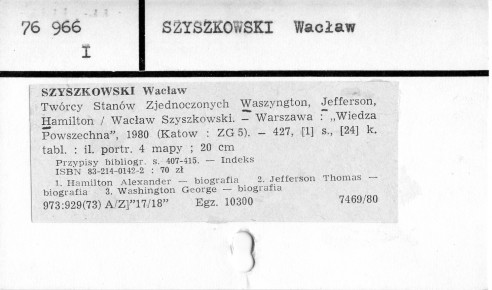 76 966 SZYSZKOWSKI Wacław
I
SZYSZKOWSKI Wacław
Twórcy Stanów Zjednoczonych Waszyngton, Jefferson,
Hamilton / Wacław Szyszkowski. — Warszawa : „Wiedza
Powszechna”, 1980 (Katow : ZG 5). — 427, [1] s., [24] k.
tabl. : il. portr. 4 mapy ; 20 cm
Przypisy bibliogr. s. 407-415. — Indeks
ISBN 83-214-0142-2 : 70 zł
1. Hamilton Alexander — biografia 2. Jefferson Thomas —
biografia 3. Washington George — biografia
973:929(73) A/Z]”17/18” Egz. 10300 7469/80